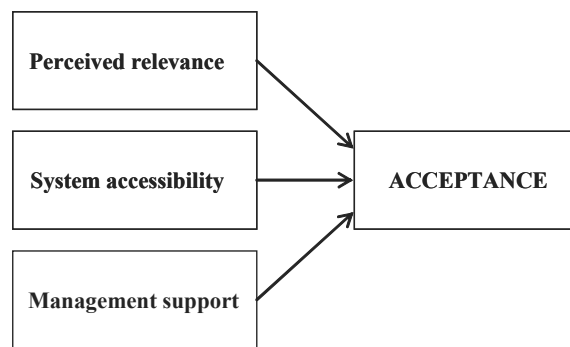 Perceived relevance
System accessibility
ACCEPTANCE
Management support